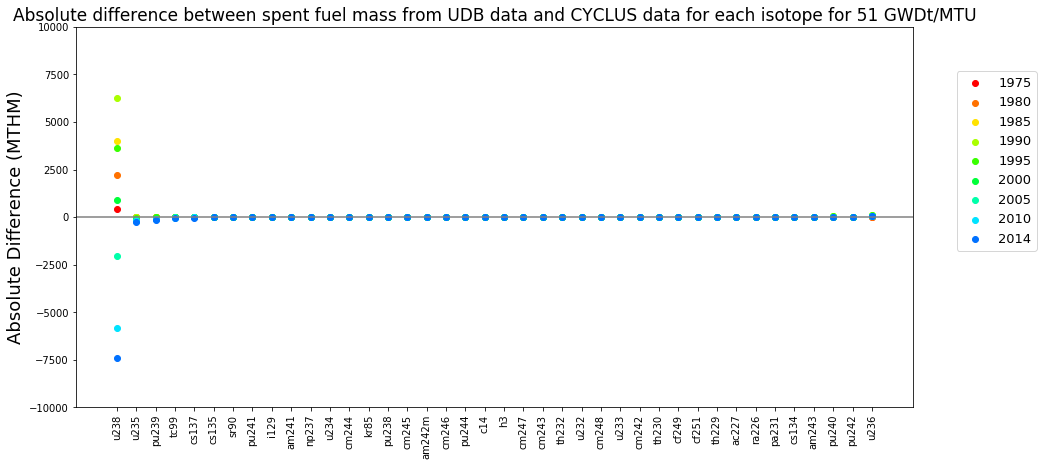 Absolute difference between spent fuel mass from UDB data and CYCLUS data for each isotope for 51 GWDt/MTU
Absolute Difference (MTHM)
10000
7500
5000
2500
0
−2500
−5000
−7500
−10000
u238
u235
pu239
tc99
cs137
cs135
sr90
pu241
i129
am241
np237
u234
cm244
kr85
pu238
cm245
am242m
cm246
pu244
c14
h3
cm247
cm243
th232
u232
cm248
u233
cm242
th230
cf249
cf251
th229
ac227
ra226
pa231
cs134
am243
pu240
pu242
u236
1975
1980
1985
1990
1995
2000
2005
2010
2014